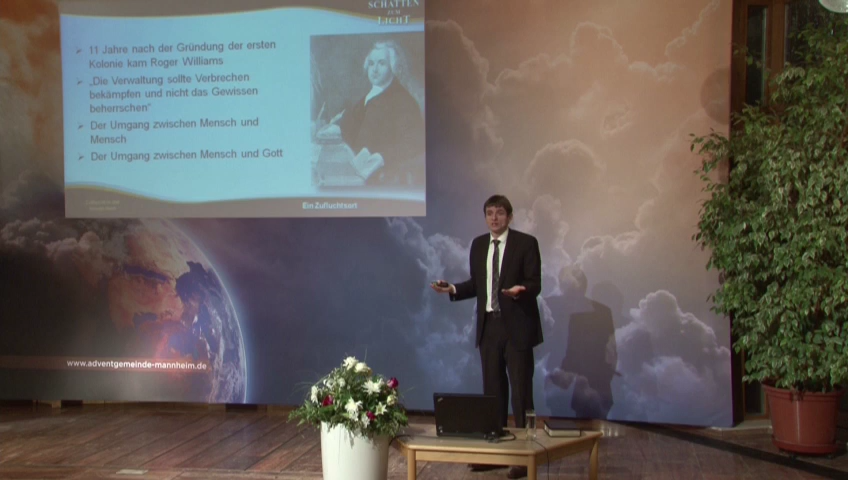 SCHATTEN
ZUM
LICHT
11 Jahre nach der Gründung der ersten
Kolonie kam Roger Williams
„Die Verwaltung sollte Verbrechen
bekämpfen und nicht das Gewissen
beherrschen“
Der Umgang zwischen Mensch und
Mensch
Der Umgang zwischen Mensch und Gott
Ein Zufluchtsort
www.adventgemeinde-mannheim.de